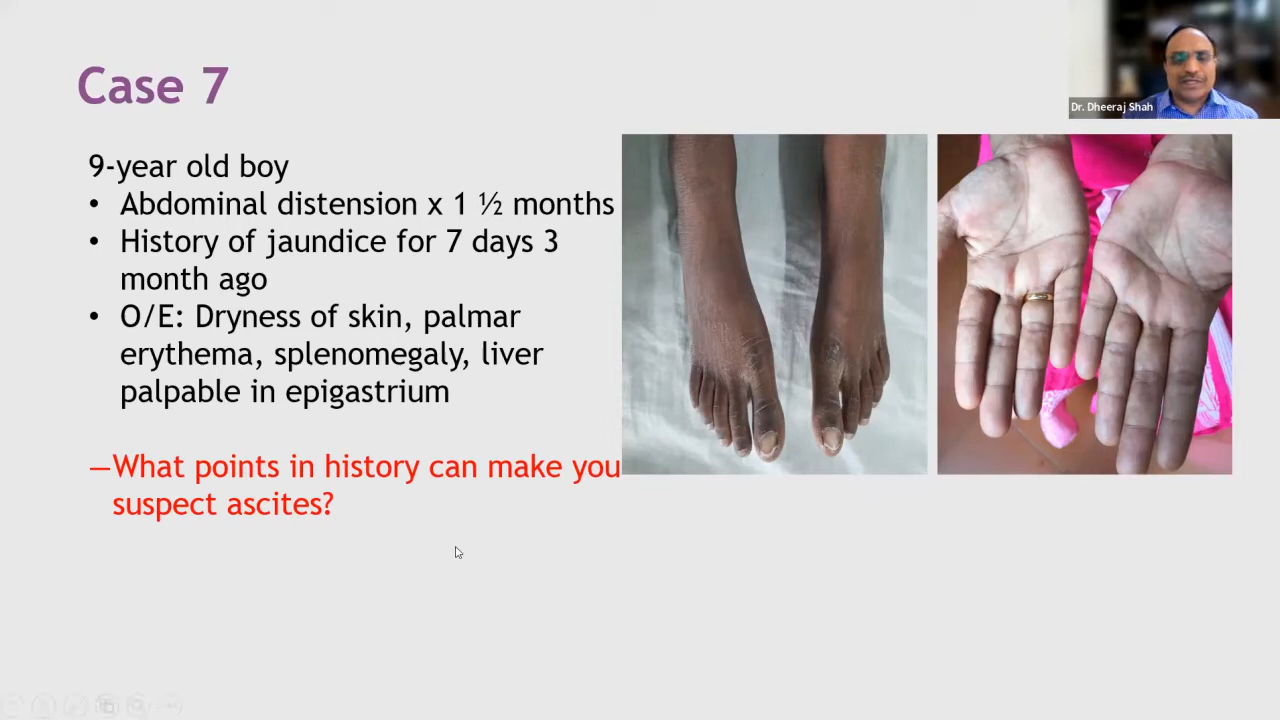 Case 7
Dr. Dheeraj Shah
9-year old boy
• Abdominal distension x 1 ½ months
• History of jaundice for 7 days 3
month ago
• O/E: Dryness of skin, palmar
erythema, splenomegaly, liver
palpable in epigastrium
—What points in history can make you
suspect ascites?